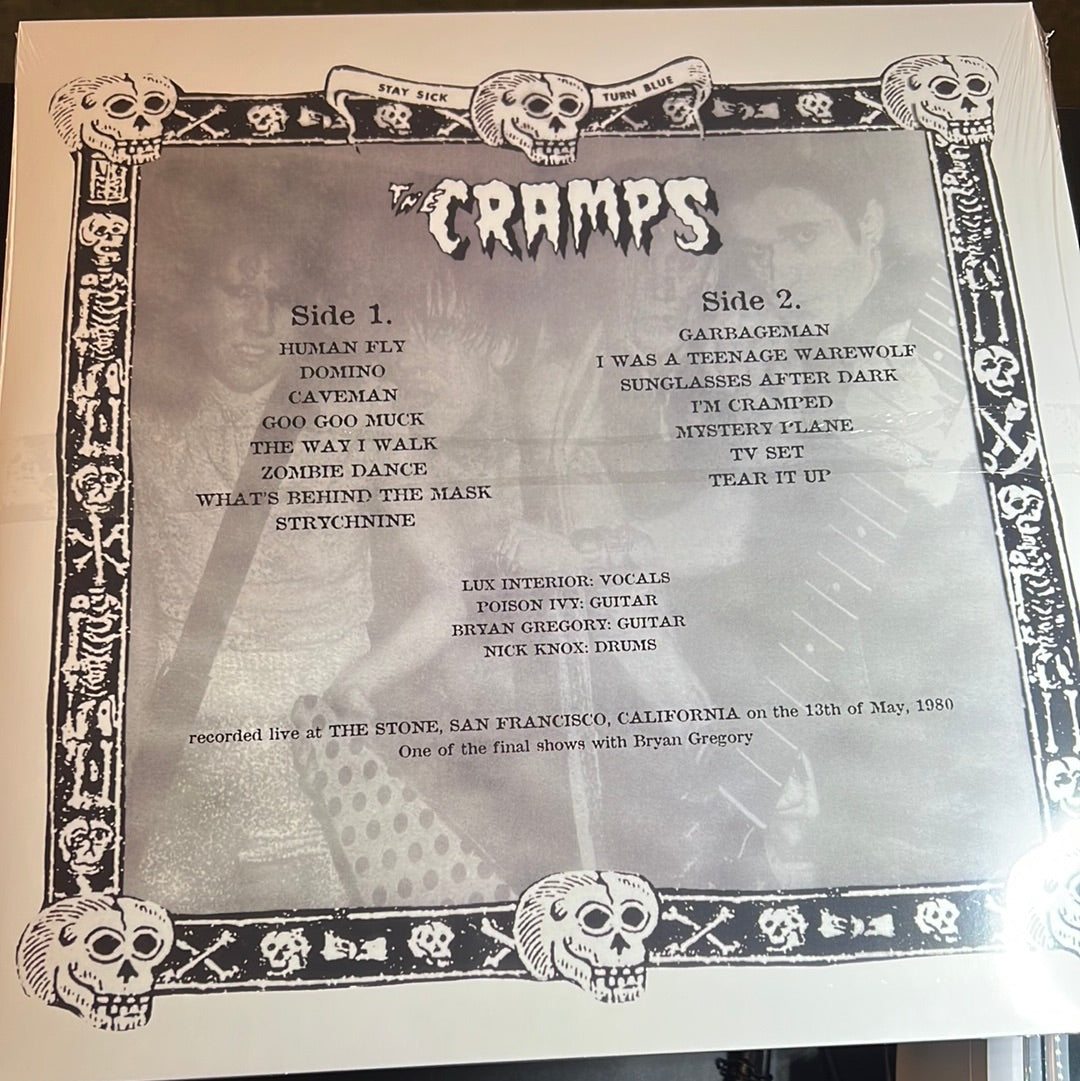 STAY SICK TURN BLUE
THE CRAMPS
Side 1.
HUMAN FLY
DOMINO
CAVEMAN
GOO GOO MUCK
THE WAY I WALK
ZOMBIE DANCE
WHAT'S BEHIND THE MASK
STRYCHNINE
Side 2.
GARBAGEMAN
I WAS A TEENAGE WAREWOLF
SUNGLASSES AFTER DARK
I'M CRAMPED
MYSTERY PLANE
TV SET
TEAR IT UP
LUX INTERIOR: VOCALS
POISON IVY: GUITAR
BRYAN GREGORY: GUITAR
NICK KNOX: DRUMS
recorded live at THE STONE, SAN FRANCISCO, CALIFORNIA on the 13th of May, 1980
One of the final shows with Bryan Gregory